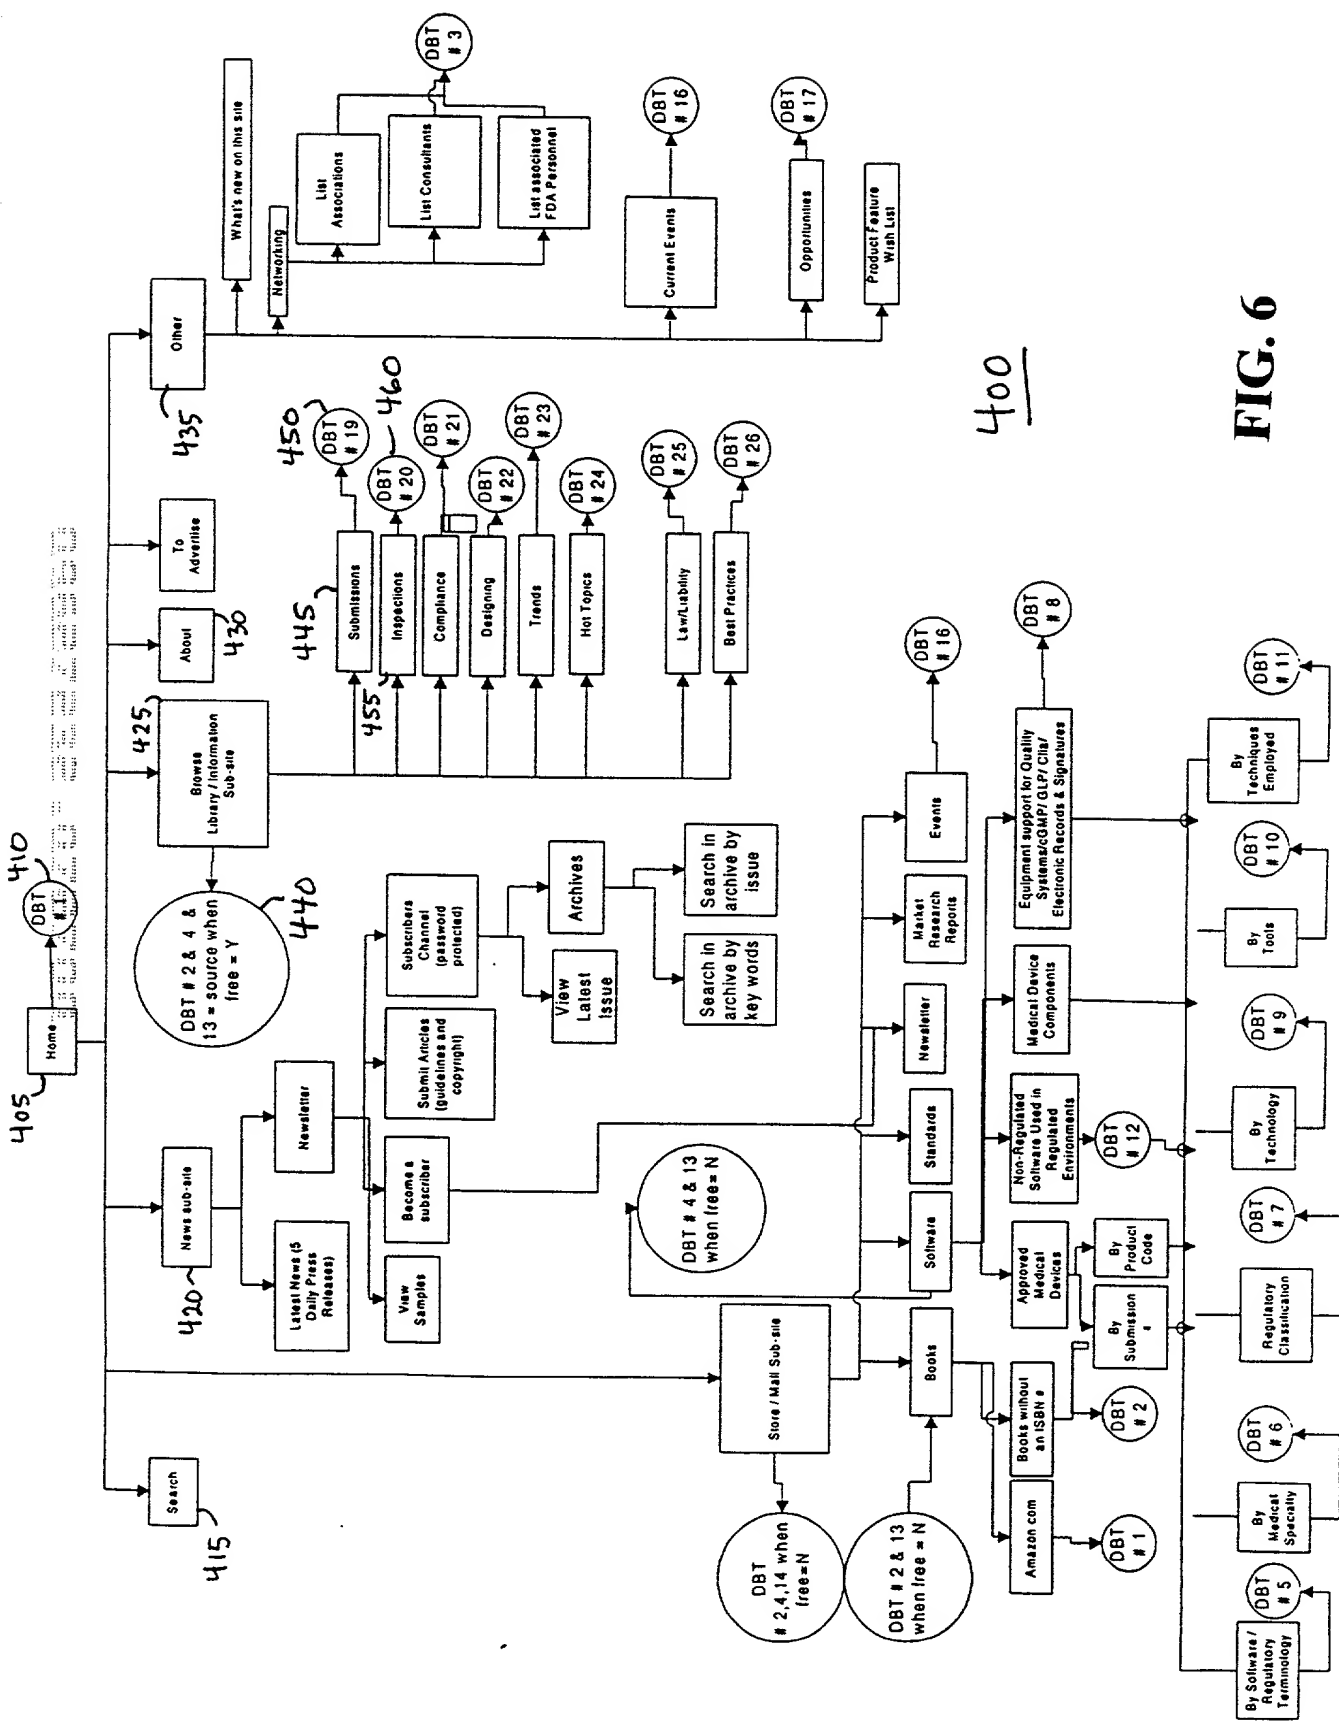 405
Home
410
DBT
# 1
Search
415
News sub-site
420
Browse
Library / Information
Sub-site
425
About
430
To
Advertise
Other
435
DBT # 2 & 4 &
13 = source when
free = Y
440
Latest News (5
Daily Press
Releases)
Newsletter
View
Samples
Become a
subscriber
Submit Articles
(guidelines and
copyright)
Subscribers
Channel
(password
protected)
View
Latest
Issue
Archives
Search in
archive by
key words
Search in
archive by
issue
445
Submissions
450
DBT
# 19
455
Inspections
DBT
# 20
460
Compliance
DBT
# 21
Designing
DBT
# 22
Trends
DBT
# 23
Hot Topics
DBT
# 24
Law/Liability
DBT
# 25
Best Practices
DBT
# 26
What's new on this site
Networking
List
Associations
List Consultants
List associated
FDA Personnel
DBT
# 3
Current Events
DBT
# 16
Opportunities
DBT
# 17
Product Feature
Wish List
Store / Mall Sub-site
DBT
# 2,4,14 when
free=N
DBT # 2 & 13
when free = N
DBT # 4 & 13
when free= N
Books
Software
Standards
Newsletter
Market
Research
Reports
Events
DBT
# 16
Amazon com
DBT
# 1
Books without
an ISBN #
DBT
# 2
Approved
Medical
Devices
By
Submission
#
By
Product
Code
Non-Regulated
Software Used in
Regulated
Environments
DBT
# 12
Medical Device
Components
Equipment support for Quality
Systems/cGMP/ GLP/ Clia/
Electronic Records & Signatures
DBT
# 8
By Software /
Regulatory
Terminology
DBT
# 5
By
Medical
Specialty
DBT
# 6
Regulatory
Classification
DBT
# 7
By
Technology
DBT
# 9
By
Tools
DBT
# 10
By
Techniques
Employed
DBT
# 11
400
FIG. 6